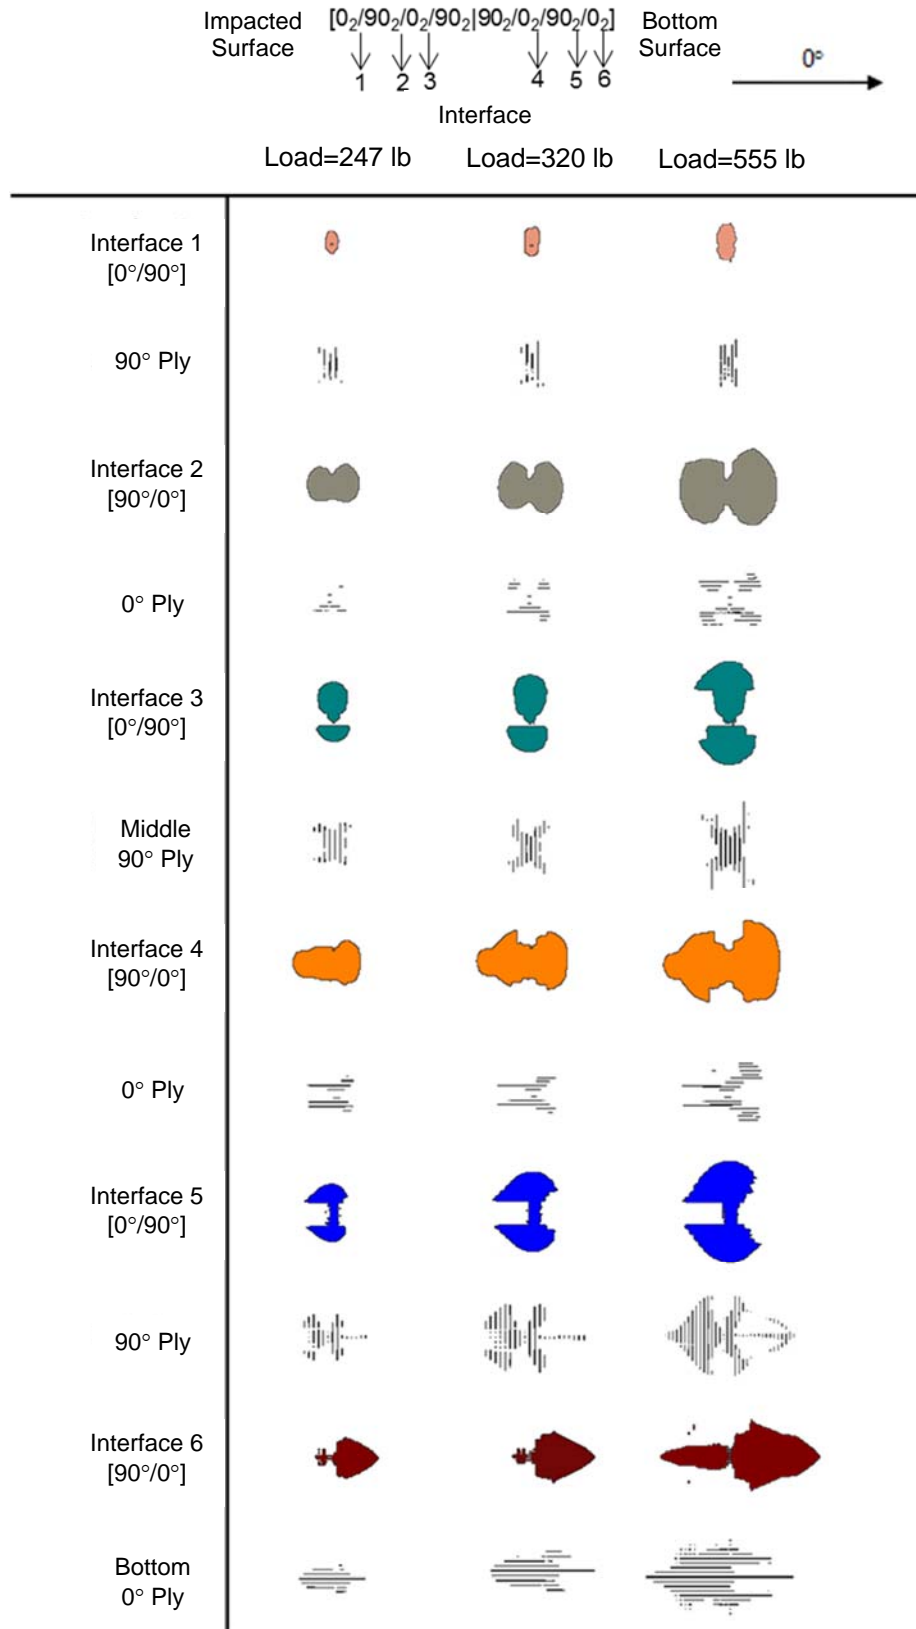 Impacted Surface [0₂/90₂/0₂/90₂|90₂/0₂/90₂/0₂] Bottom Surface
0°
1 2 3 4 5 6
Interface
Load=247 lb Load=320 lb Load=555 lb
Interface 1
[0°/90°]
90° Ply
Interface 2
[90°/0°]
0° Ply
Interface 3
[0°/90°]
Middle
90° Ply
Interface 4
[90°/0°]
0° Ply
Interface 5
[0°/90°]
90° Ply
Interface 6
[90°/0°]
Bottom
0° Ply